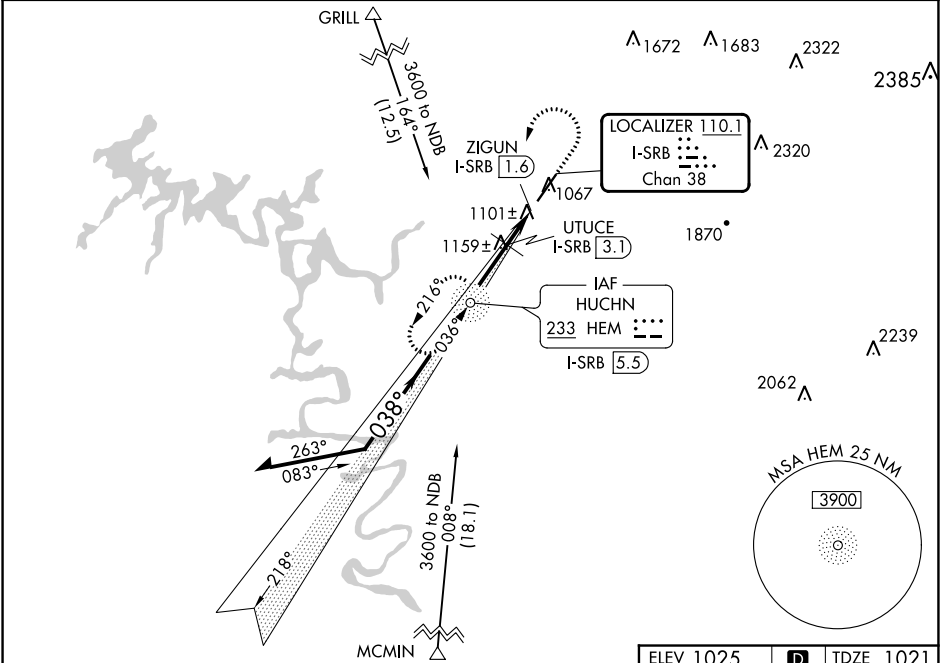 GRILL
3600 to NDB
164°
(12.5)
1672
1683
2322
2385
ZIGUN
I-SRB 1.6
LOCALIZER 110.1
I-SRB
Chan 38
2320
1067
1101±
1159±
UTUCE
I-SRB 3.1
1870
216°
036°
IAF
HUCHN
233 HEM
I-SRB 5.5
2239
2062
038°
263°
083°
218°
3600 to NDB
008°
(18.1)
MCMIN
MSA HEM 25 NM
3900
ELEV 1025 D TDZE 1021